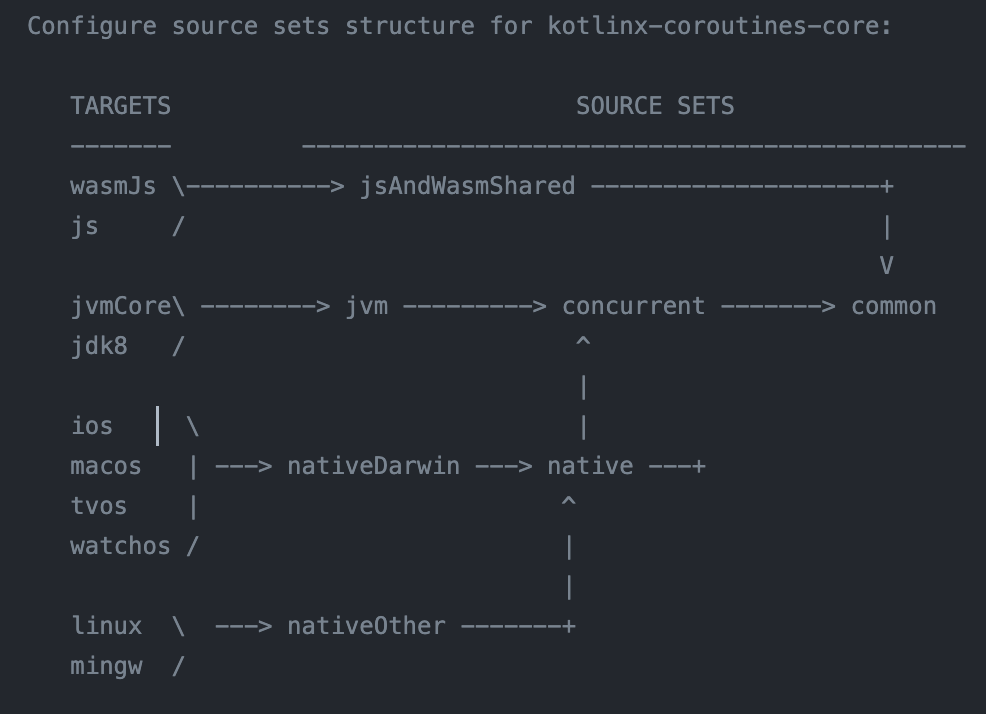 Configure source sets structure for kotlinx-coroutines-core:

   TARGETS                            SOURCE SETS
   -------         ----------------------------------------------
   wasmJs \----------> jsAndWasmShared --------------------+
   js     /                                                |
                                                           V
   jvmCore\ --------> jvm ---------> concurrent -------> common
   jdk8   /                           ^
                                      |
   ios     \                          |
   macos   | ---> nativeDarwin ---> native ---+
   tvos    |                         ^
   watchos /                         |
                                     |
   linux  \  ---> nativeOther -------+
   mingw  /